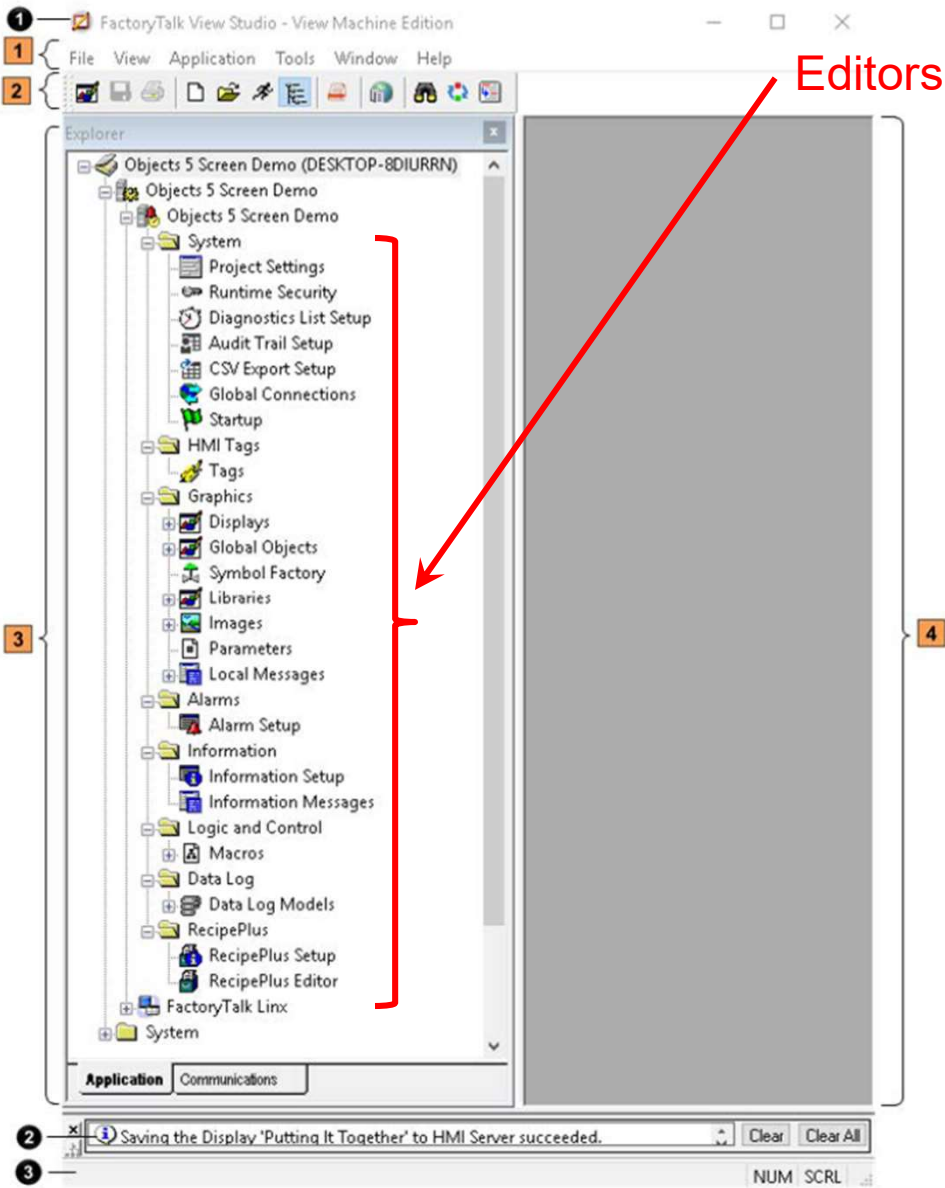 1 FactoryTalk View Studio - View Machine Edition
1 File View Application Tools Window Help
Editors
2
3
Explorer x
Objects 5 Screen Demo (DESKTOP-8DIURRN)
Objects 5 Screen Demo
Objects 5 Screen Demo
System
Project Settings
Runtime Security
Diagnostics List Setup
Audit Trail Setup
CSV Export Setup
Global Connections
Startup
HMI Tags
Tags
Graphics
Displays
Global Objects
Symbol Factory
Libraries
Images
Parameters
Local Messages
Alarms
Alarm Setup
Information
Information Setup
Information Messages
Logic and Control
Macros
Data Log
Data Log Models
RecipePlus
RecipePlus Setup
RecipePlus Editor
FactoryTalk Linx
System
Application Communications
4
2 Saving the Display 'Putting It Together' to HMI Server succeeded. Clear Clear All
3 NUM SCRL